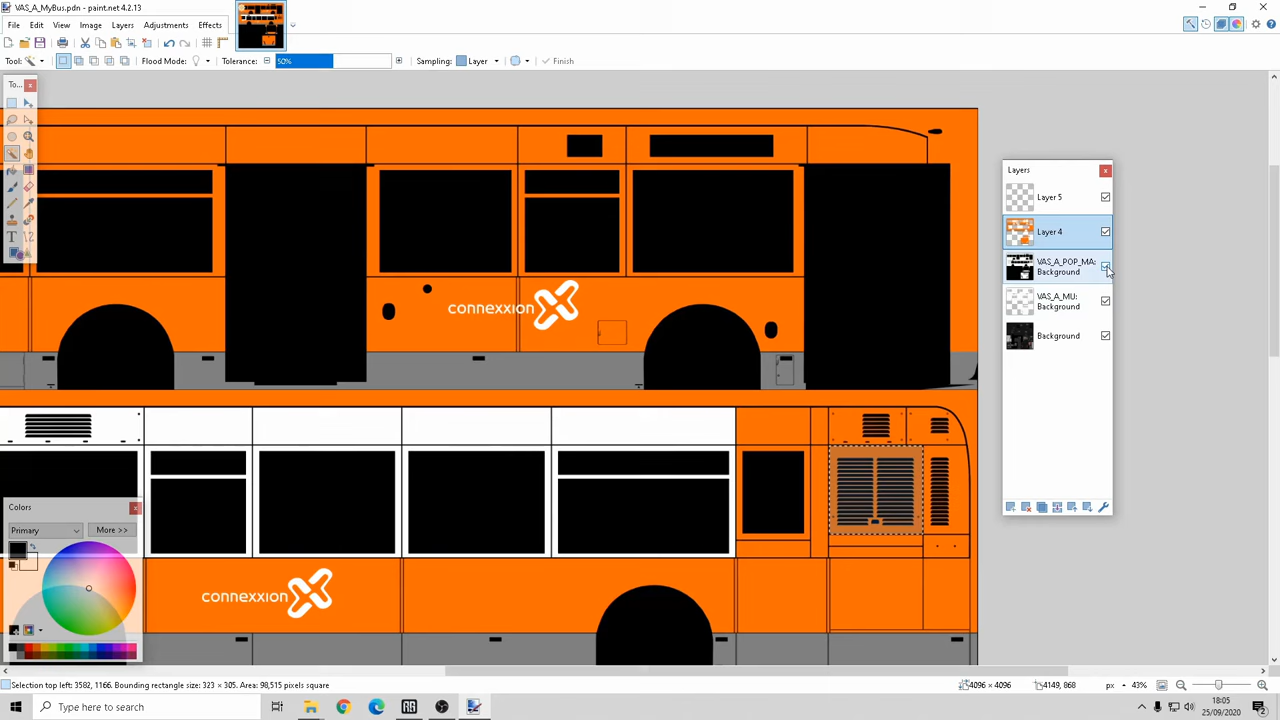 VAS_A_MyBus.pdn - paint.net 4.2.13
File Edit View Image Layers Adjustments Effects
Tool: Flood Mode: Tolerance: 50% Sampling: Layer Finish
To...
Layers
Layer 5
Layer 4
VAS_A_POP_MA:
Background
VAS_A_MU:
Background
Background
connexxion
connexxion
Colors
Primary More >>
Selection top left: 3582, 1166. Bounding rectangle size: 323 × 305. Area: 98,515 pixels square
4096 × 4096 4149, 868 px 43%
Type here to search
18:05
25/09/2020